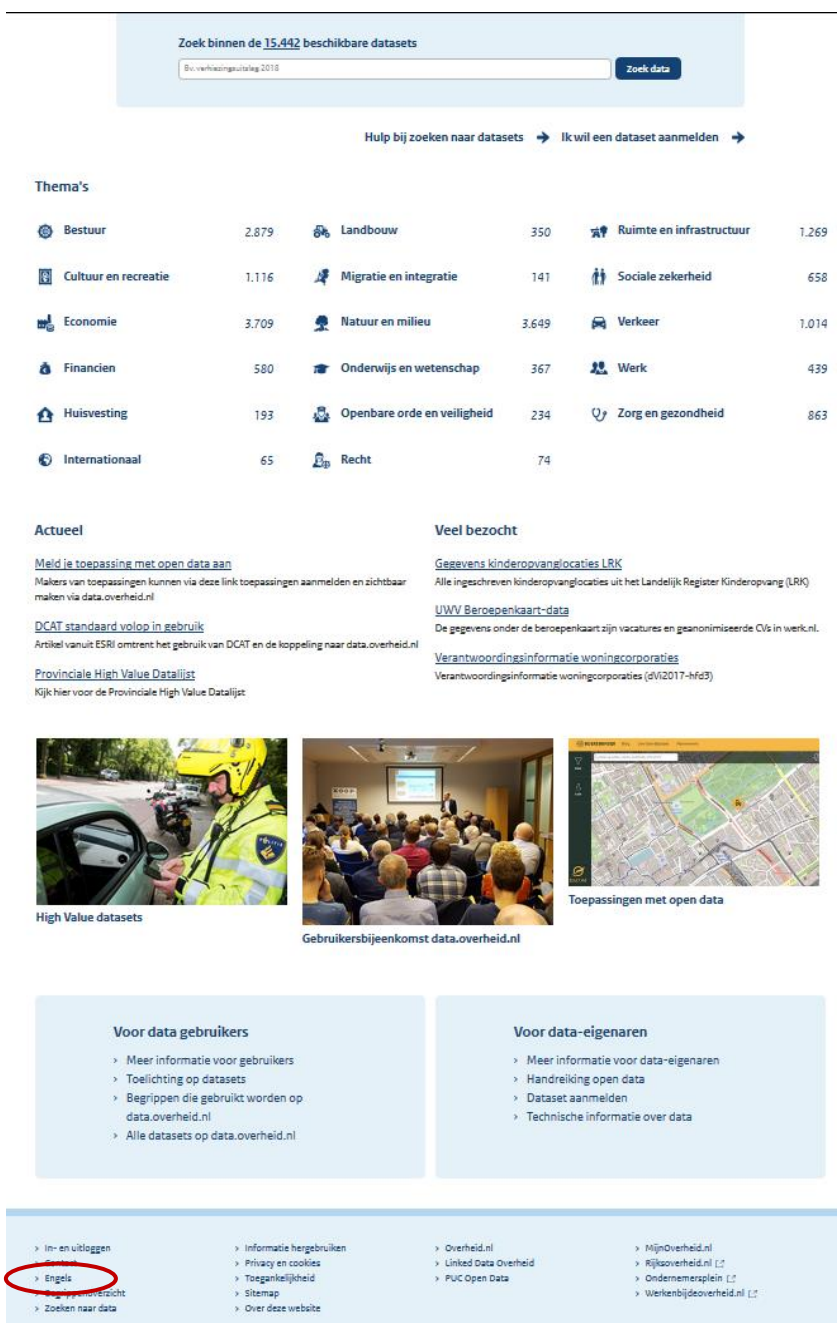 Zoek binnen de 15.442 beschikbare datasets
Bv. verkiezingsuitslag 2018
Zoek data
Hulp bij zoeken naar datasets
Ik wil een dataset aanmelden
Thema's
Bestuur 2.879
Landbouw 350
Ruimte en infrastructuur 1.269
Cultuur en recreatie 1.116
Migratie en integratie 141
Sociale zekerheid 658
Economie 3.709
Natuur en milieu 3.649
Verkeer 1.014
Financien 580
Onderwijs en wetenschap 367
Werk 439
Huisvesting 193
Openbare orde en veiligheid 234
Zorg en gezondheid 863
Internationaal 65
Recht 74
Actueel
Meld je toepassing met open data aan
Makers van toepassingen kunnen via deze link toepassingen aanmelden en zichtbaar
maken via data.overheid.nl
DCAT standaard volop in gebruik
Artikel vanuit ESRI omtrent het gebruik van DCAT en de koppeling naar data.overheid.nl
Provinciale High Value Datalijst
Kijk hier voor de Provinciale High Value Datalijst
Veel bezocht
Gegevens kinderopvanglocaties LRK
Alle ingeschreven kinderopvanglocaties uit het Landelijk Register Kinderopvang (LRK)
UWV Beroepenkaart-data
De gegevens onder de beroepenkaart zijn vacatures en geanonimiseerde CVs in werk.nl.
Verantwoordingsinformatie woningcorporaties
Verantwoordingsinformatie woningcorporaties (dVi2017-hfd3)
POLITIE
High Value datasets
Gebruikersbijeenkomst data.overheid.nl
Toepassingen met open data
Voor data gebruikers
Meer informatie voor gebruikers
Toelichting op datasets
Begrippen die gebruikt worden op
data.overheid.nl
Alle datasets op data.overheid.nl
Voor data-eigenaren
Meer informatie voor data-eigenaren
Handreiking open data
Dataset aanmelden
Technische informatie over data
In- en uitloggen
Contact
Engels
Begrippenoverzicht
Zoeken naar data
Informatie hergebruiken
Privacy en cookies
Toegankelijkheid
Sitemap
Over deze website
Overheid.nl
Linked Data Overheid
PUC Open Data
MijnOverheid.nl
Rijksoverheid.nl
Ondernemersplein
Werkenbijdeoverheid.nl